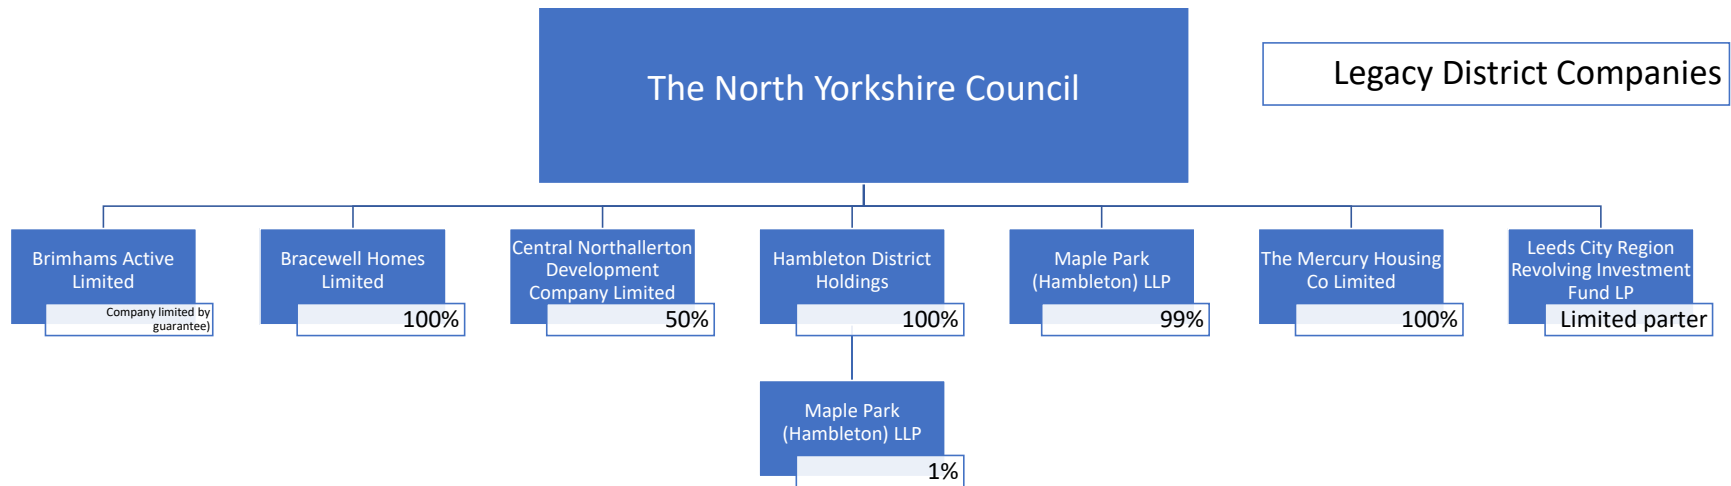 The North Yorkshire Council
Legacy District Companies
Brimhams Active
Limited
Company limited by
guarantee)
Bracewell Homes
Limited
100%
Central Northallerton
Development
Company Limited
50%
Hambleton District
Holdings
100%
Maple Park
(Hambleton) LLP
99%
The Mercury Housing
Co Limited
100%
Leeds City Region
Revolving Investment
Fund LP
Limited parter
Maple Park
(Hambleton) LLP
1%